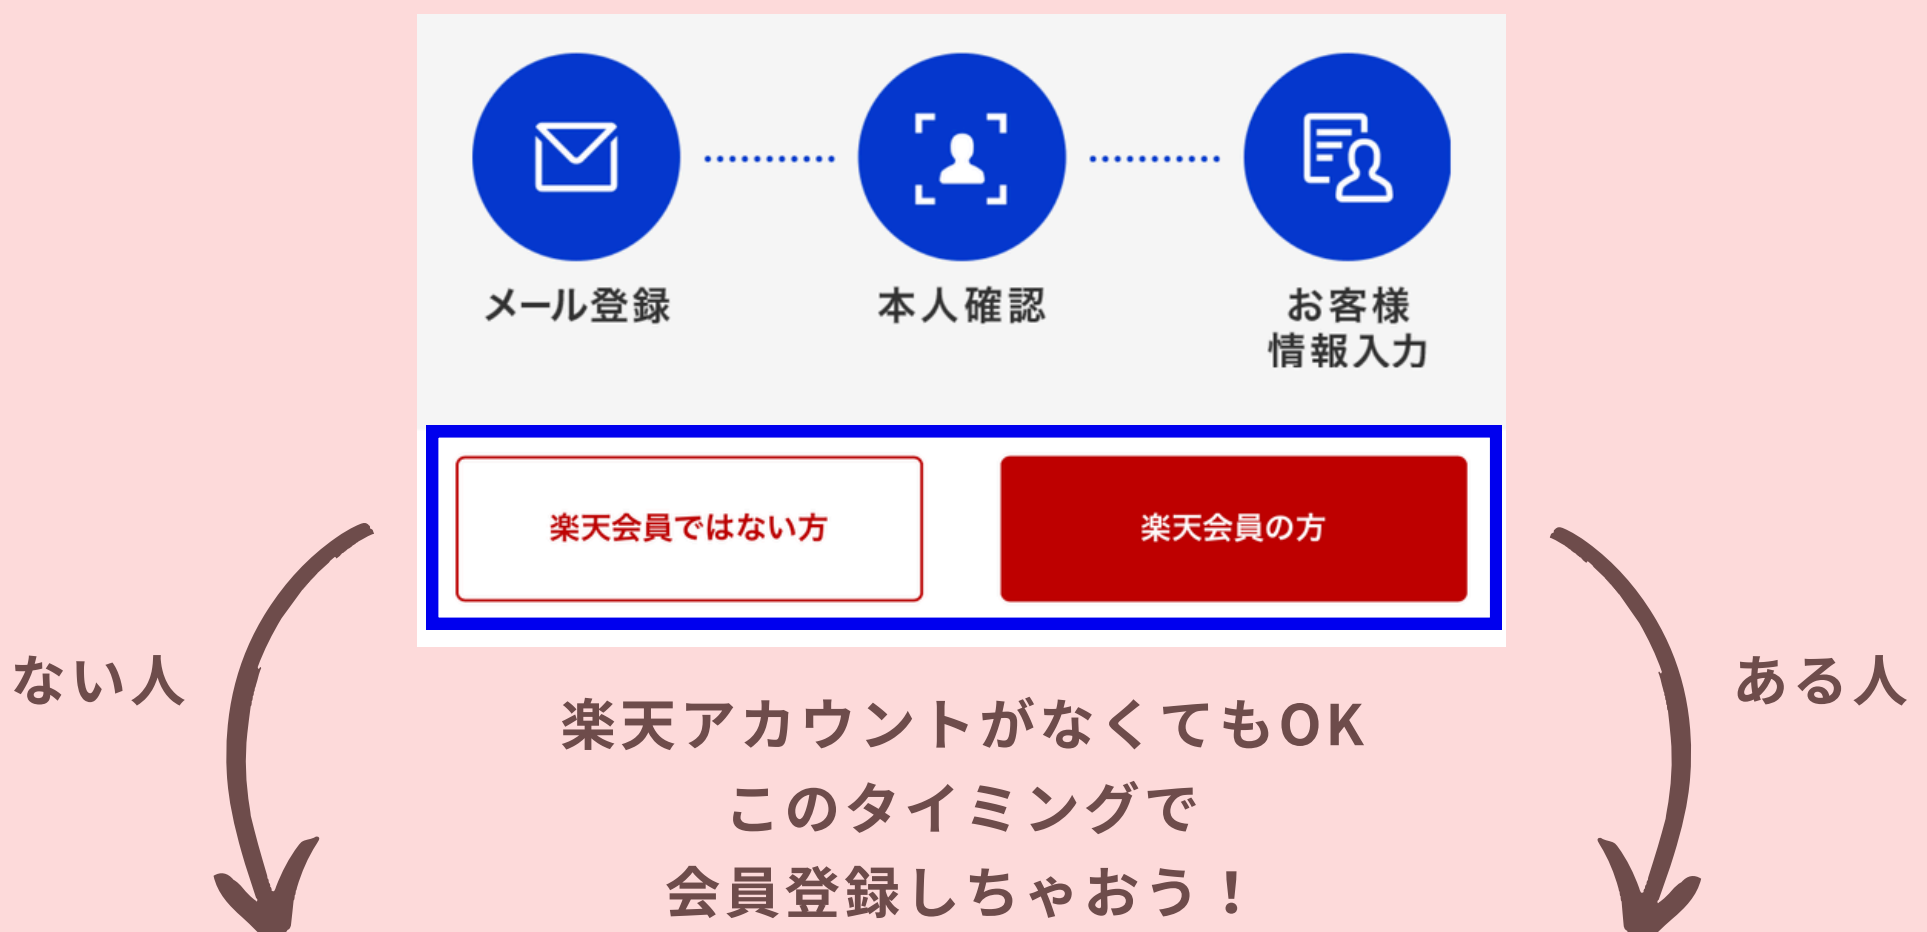 メール登録
本人確認
お客様
情報入力
楽天会員ではない方
楽天会員の方
ない人
ある人
楽天アカウントがなくてもOK
このタイミングで
会員登録しちゃおう！